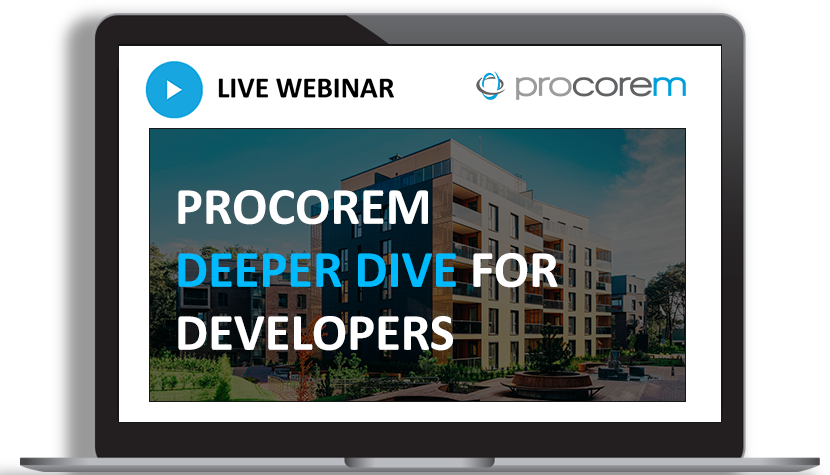 LIVE WEBINAR
procorem
PROCOREM
DEEPER DIVE FOR
DEVELOPERS